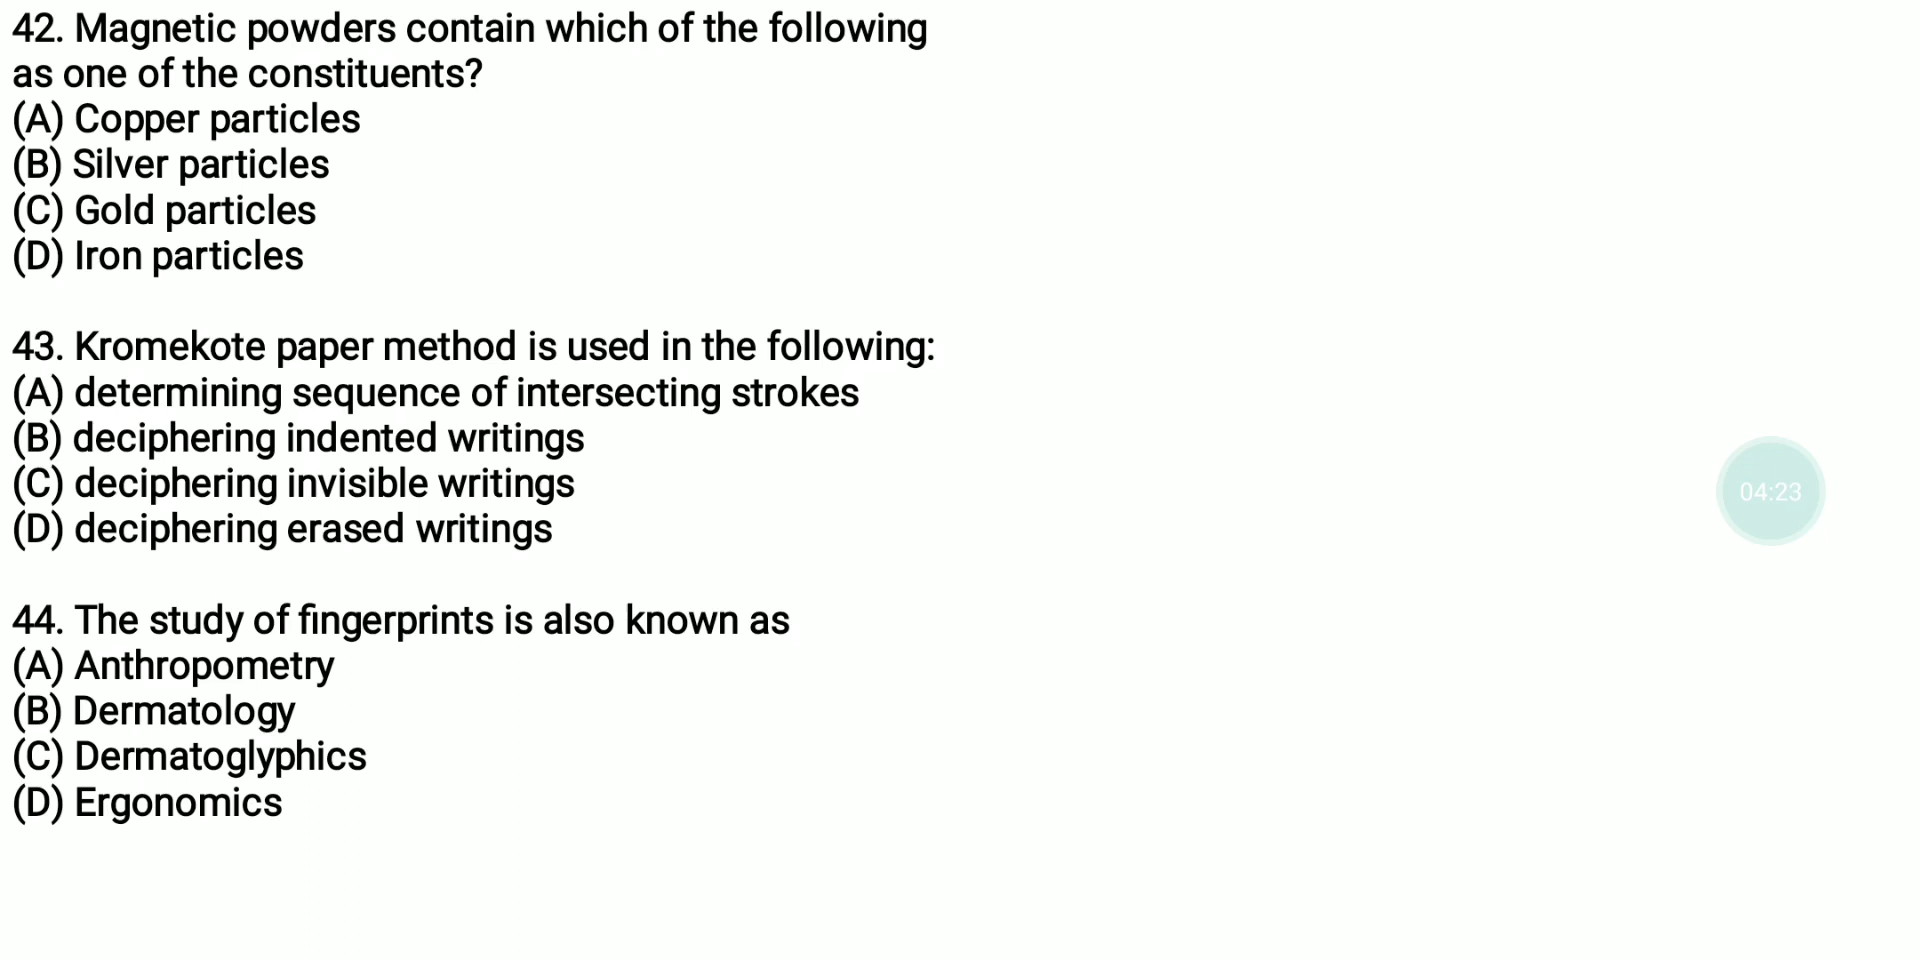 42. Magnetic powders contain which of the following
as one of the constituents?
(A) Copper particles
(B) Silver particles
(C) Gold particles
(D) Iron particles
43. Kromekote paper method is used in the following:
(A) determining sequence of intersecting strokes
(B) deciphering indented writings
(C) deciphering invisible writings
(D) deciphering erased writings
04:23
44. The study of fingerprints is also known as
(A) Anthropometry
(B) Dermatology
(C) Dermatoglyphics
(D) Ergonomics